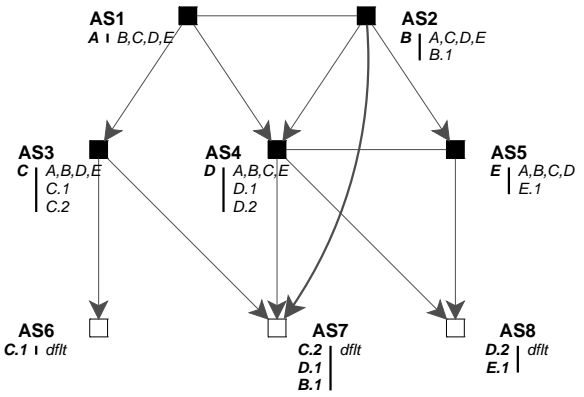 AS1
A B,C,D,E
AS2
B A,C,D,E
B.1
AS3
C A,B,D,E
C.1
C.2
AS4
D A,B,C,E
D.1
D.2
AS5
E A,B,C,D
E.1
AS6
C.1 dflt
AS7
C.2 dflt
D.1
B.1
AS8
D.2 dflt
E.1